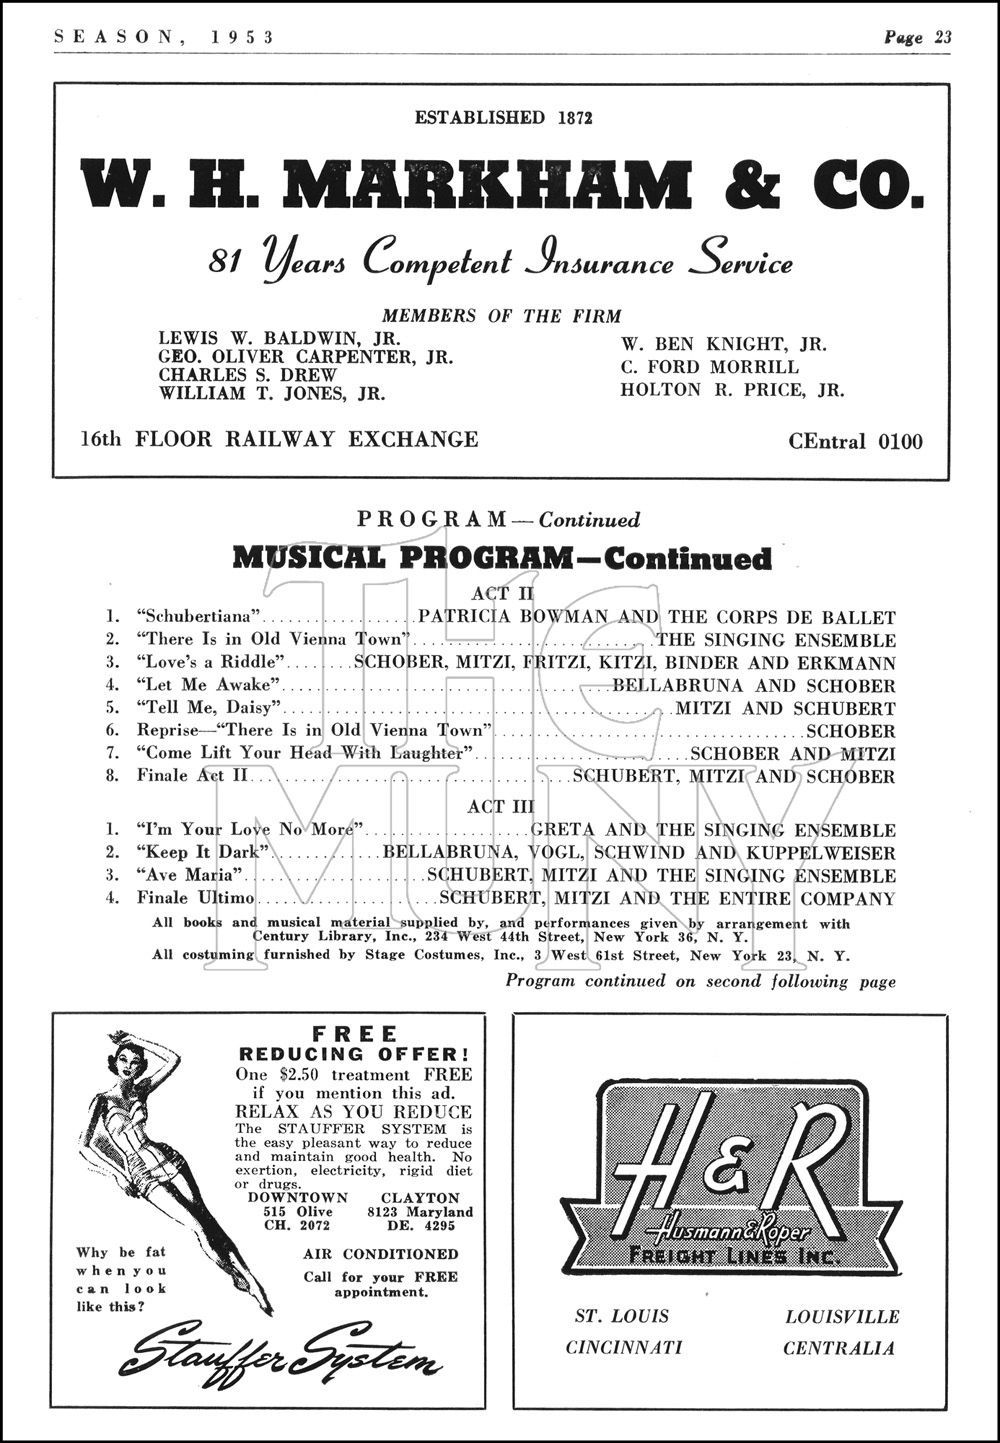 SEASON, 1953
Page 23
ESTABLISHED 1872
W. H. MARKHAM & CO.
81 Years Competent Insurance Service
MEMBERS OF THE FIRM
LEWIS W. BALDWIN, JR.
GEO. OLIVER CARPENTER, JR.
CHARLES S. DREW
WILLIAM T. JONES, JR.
W. BEN KNIGHT, JR.
C. FORD MORRILL
HOLTON R. PRICE, JR.
16th FLOOR RAILWAY EXCHANGE
CEntral 0100
PROGRAM—Continued
MUSICAL PROGRAM—Continued
ACT II
1. “Schubertiana”..................PATRICIA BOWMAN AND THE CORPS DE BALLET
2. “There Is in Old Vienna Town”........................THE SINGING ENSEMBLE
3. “Love's a Riddle”.......SCHOBER, MITZI, FRITZI, KITZI, BINDER AND ERKMANN
4. “Let Me Awake”................................BELLABRUNA AND SCHOBER
5. “Tell Me, Daisy”......................................MITZI AND SCHUBERT
6. Reprise—“There Is in Old Vienna Town”..............................SCHOBER
7. “Come Lift Your Head With Laughter”.....................SCHOBER AND MITZI
8. Finale Act II................................SCHUBERT, MITZI AND SCHOBER
ACT III
1. “I'm Your Love No More”................GRETA AND THE SINGING ENSEMBLE
2. “Keep It Dark”...........BELLABRUNA, VOGL, SCHWIND AND KUPPELWEISER
3. “Ave Maria”.................SCHUBERT, MITZI AND THE SINGING ENSEMBLE
4. Finale Ultimo.................SCHUBERT, MITZI AND THE ENTIRE COMPANY
All books and musical material supplied by, and performances given by arrangement with
Century Library, Inc., 234 West 44th Street, New York 36, N. Y.
All costuming furnished by Stage Costumes, Inc., 3 West 61st Street, New York 23, N. Y.
Program continued on second following page
THE
MUNY
FREE
REDUCING OFFER!
One $2.50 treatment FREE
if you mention this ad.
RELAX AS YOU REDUCE
The STAUFFER SYSTEM is
the easy pleasant way to reduce
and maintain good health. No
exertion, electricity, rigid diet
or drugs.
DOWNTOWN
515 Olive
CH. 2072
CLAYTON
8123 Maryland
DE. 4295
AIR CONDITIONED
Call for your FREE
appointment.
Why be fat
when you
can look
like this?
Stauffer System
H & R
Husmann & Roper
FREIGHT LINES INC.
ST. LOUIS
LOUISVILLE
CINCINNATI
CENTRALIA